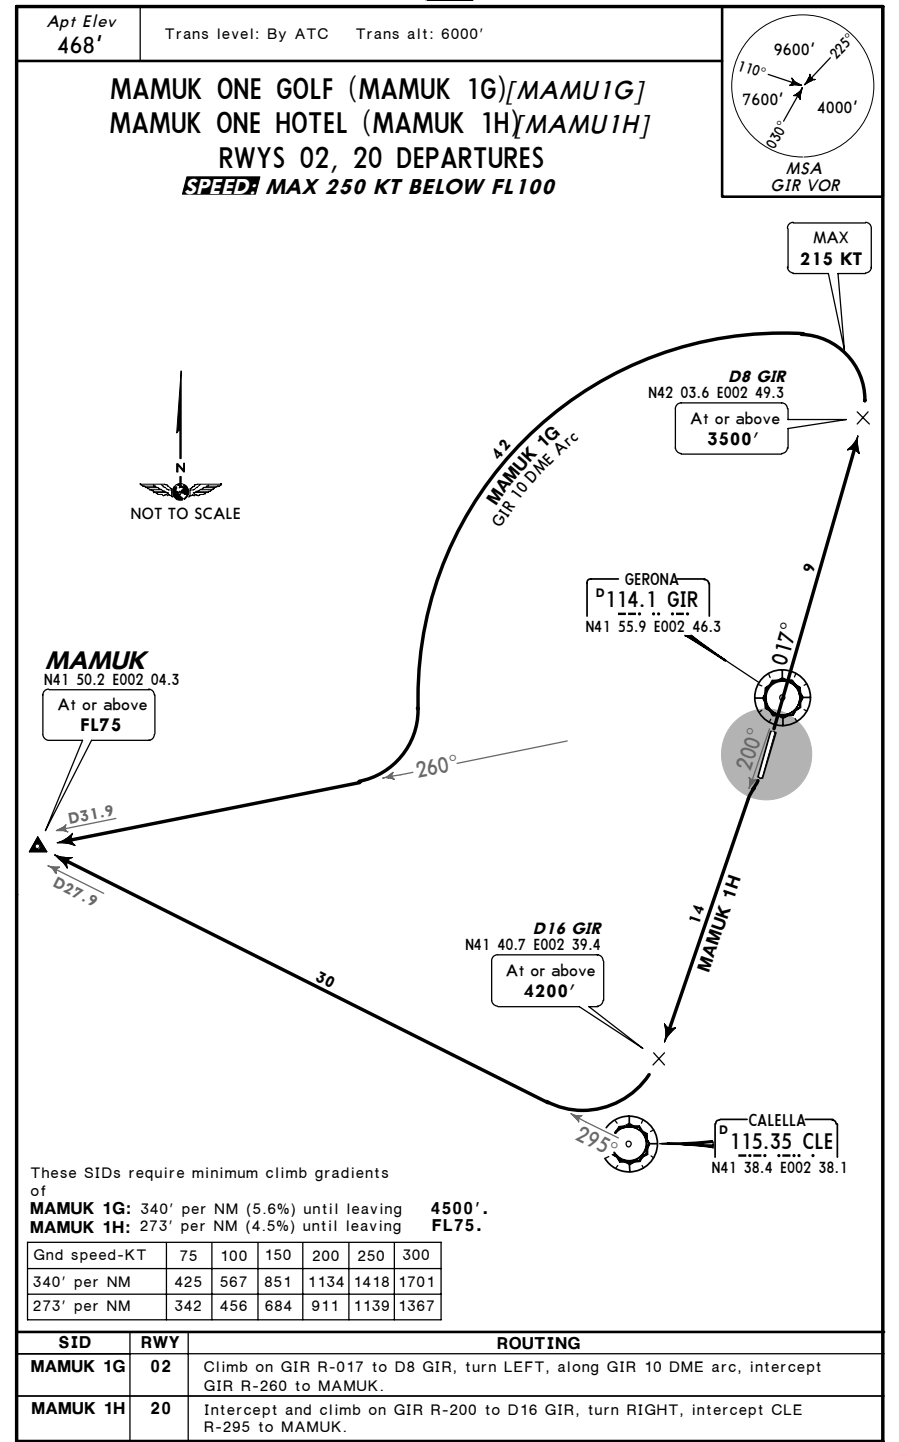 Apt Elev
468'
Trans level: By ATC Trans alt: 6000'
MAMUK ONE GOLF (MAMUK 1G)[MAMU1G]
MAMUK ONE HOTEL (MAMUK 1H)[MAMU1H]
RWYS 02, 20 DEPARTURES
SPEED: MAX 250 KT BELOW FL100
9600'
225°
110°
7600'
4000'
030°
MSA
GIR VOR
MAX
215 KT
D8 GIR
N42 03.6 E002 49.3
At or above
3500'
42
MAMUK 1G
GIR 10 DME Arc
N
NOT TO SCALE
9
GERONA
D 114.1 GIR
N41 55.9 E002 46.3
017°
MAMUK
N41 50.2 E002 04.3
At or above
FL75
200°
260°
D31.9
D27.9
14
MAMUK 1H
D16 GIR
N41 40.7 E002 39.4
At or above
4200'
30
295°
CALELLA
D 115.35 CLE
N41 38.4 E002 38.1
These SIDs require minimum climb gradients
of
MAMUK 1G: 340' per NM (5.6%) until leaving 4500'.
MAMUK 1H: 273' per NM (4.5%) until leaving FL75.
Gnd speed-KT 75 100 150 200 250 300
340' per NM 425 567 851 1134 1418 1701
273' per NM 342 456 684 911 1139 1367
SID RWY ROUTING
MAMUK 1G 02 Climb on GIR R-017 to D8 GIR, turn LEFT, along GIR 10 DME arc, intercept
GIR R-260 to MAMUK.
MAMUK 1H 20 Intercept and climb on GIR R-200 to D16 GIR, turn RIGHT, intercept CLE
R-295 to MAMUK.